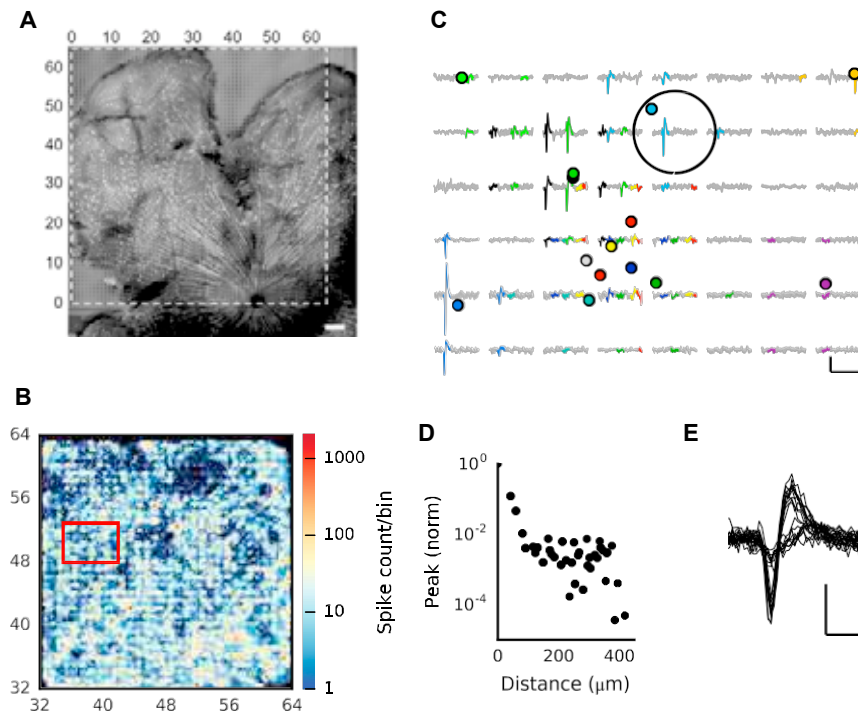 A
0 10 20 30 40 50 60
60
50
40
30
20
10
0
B
64
56
48
40
32
32 40 48 56 64
1000
100
10
1
Spike count/bin
C
D
10^0
10^-2
10^-4
Peak (norm)
0 200 400
Distance (μm)
E